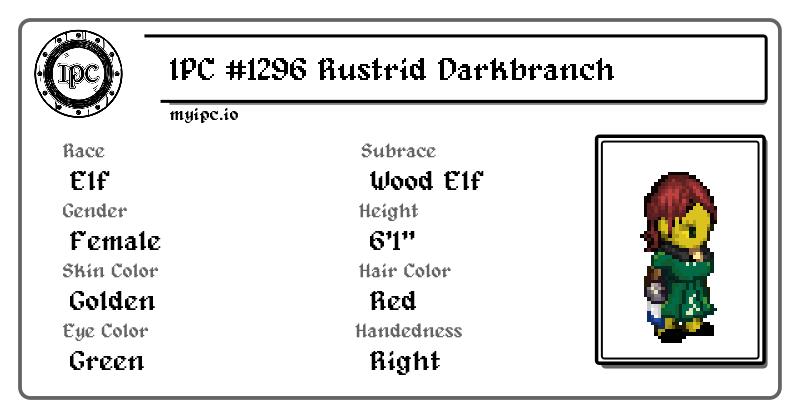 IPC
IPC #1296 Rustrid Darkbranch
myipc.io
Race
Elf
Subrace
Wood Elf
Gender
Female
Height
6'1"
Skin Color
Golden
Hair Color
Red
Eye Color
Green
Handedness
Right